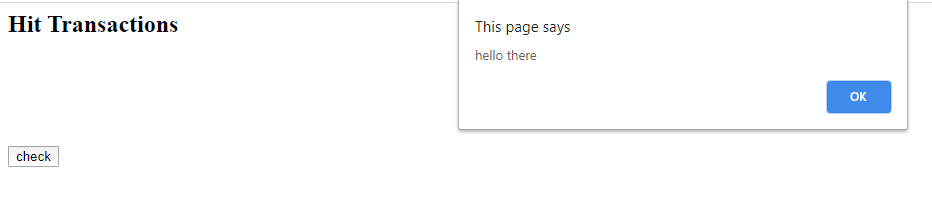 Hit Transactions
This page says
hello there
OK
check